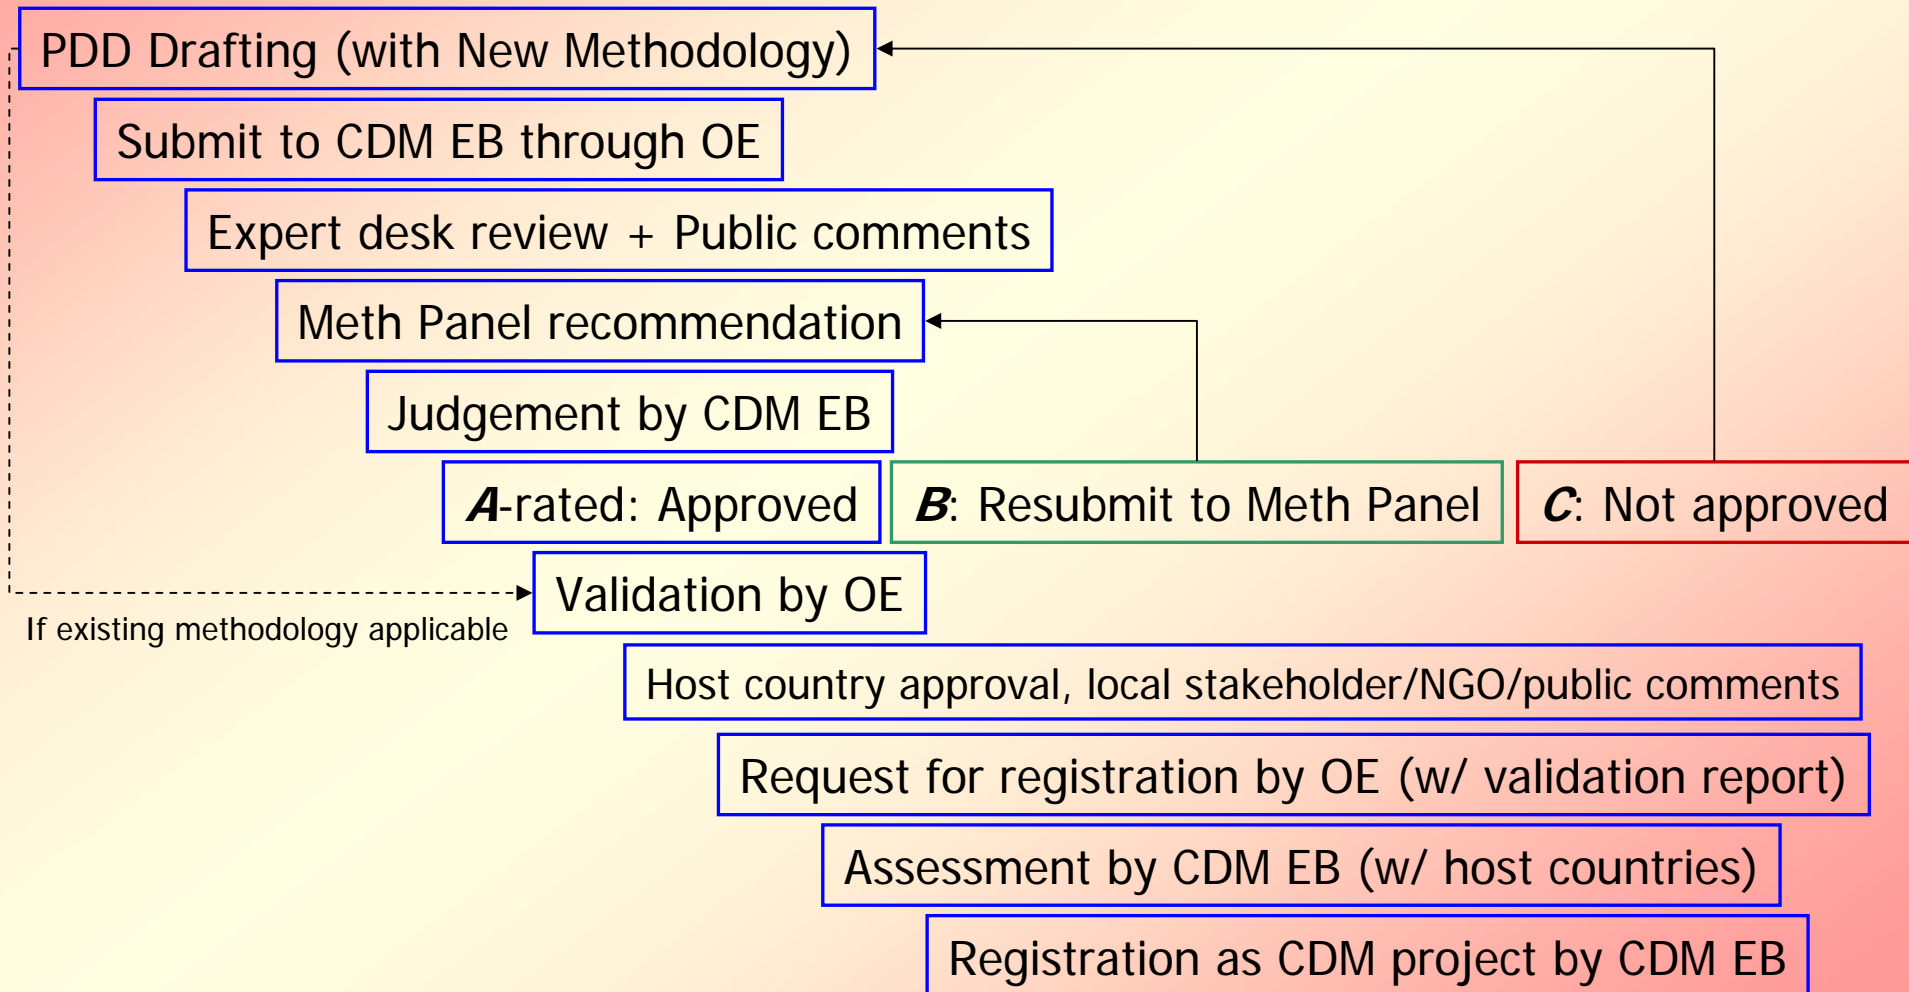 PDD Drafting (with New Methodology)
Submit to CDM EB through OE
Expert desk review + Public comments
Meth Panel recommendation
Judgement by CDM EB
A-rated: Approved
B: Resubmit to Meth Panel
C: Not approved
Validation by OE
If existing methodology applicable
Host country approval, local stakeholder/NGO/public comments
Request for registration by OE (w/ validation report)
Assessment by CDM EB (w/ host countries)
Registration as CDM project by CDM EB